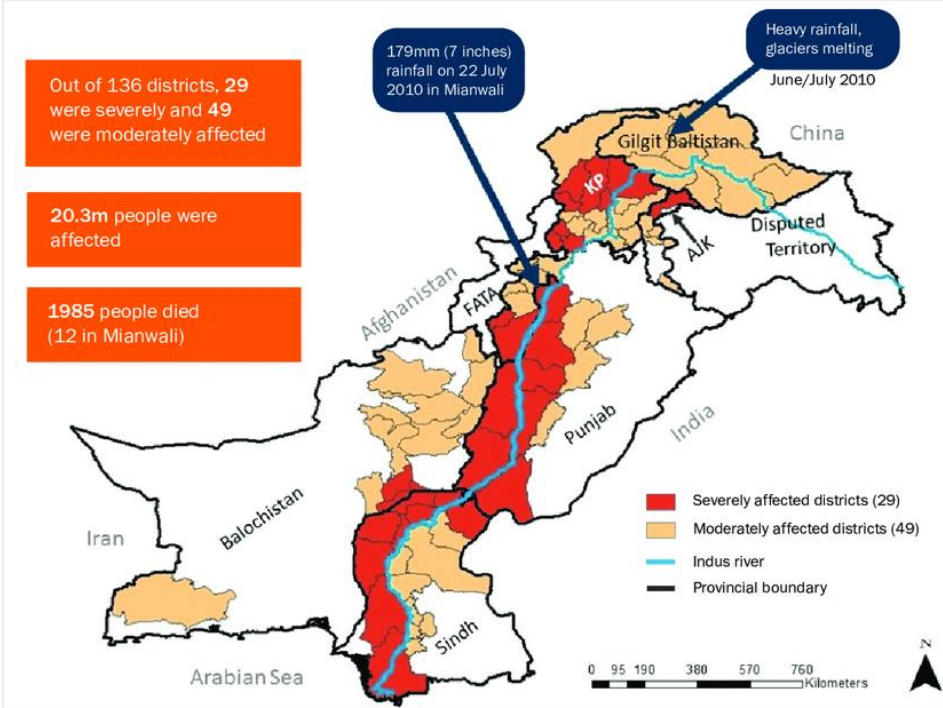 Out of 136 districts, 29
were severely and 49
were moderately affected
20.3m people were
affected
1985 people died
(12 in Mianwali)
179mm (7 inches)
rainfall on 22 July
2010 in Mianwali
Heavy rainfall,
glaciers melting
June/July 2010
China
Gilgit Baltistan
KP
Disputed
Territory
AJK
Afghanistan
FATA
Punjab
India
Balochistan
Iran
Sindh
Arabian Sea
Severely affected districts (29)
Moderately affected districts (49)
Indus river
Provincial boundary
0 95 190 380 570 760
Kilometers
N